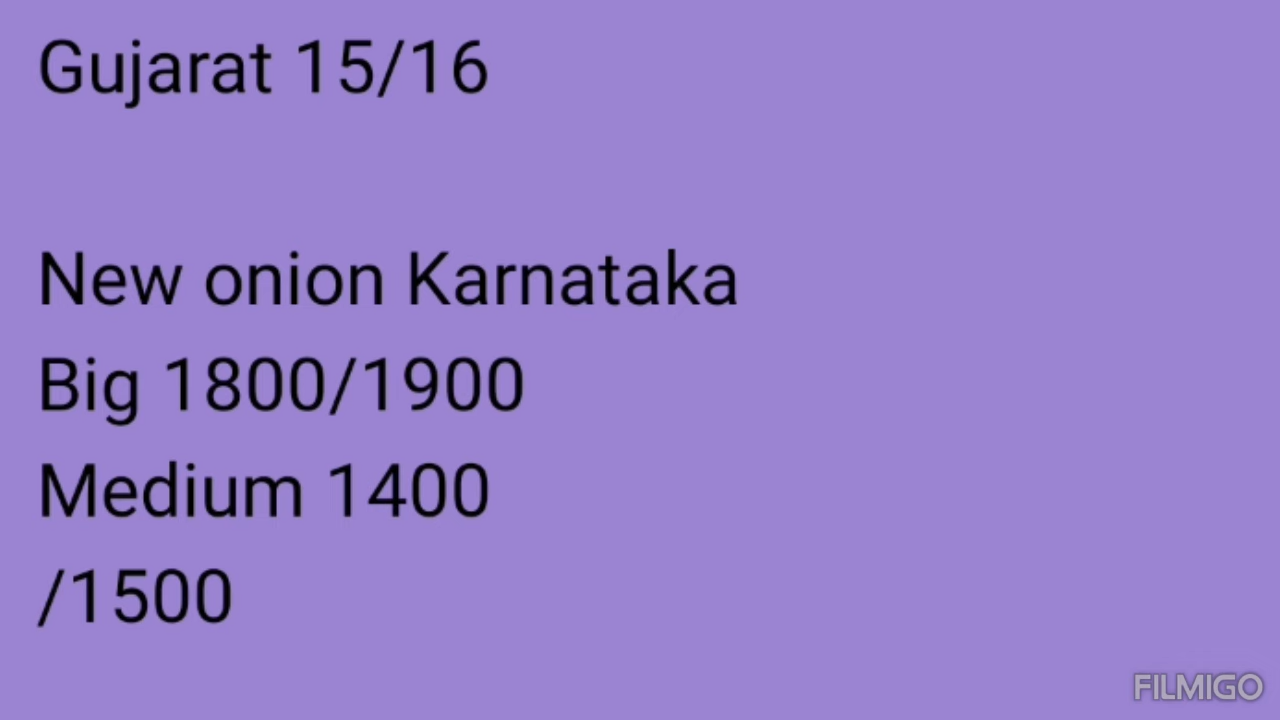 Gujarat 15/16
New onion Karnataka
Big 1800/1900
Medium 1400
/1500
FILMIGO